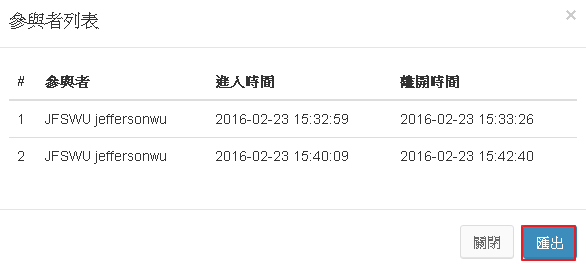 參與者列表 ×
# 參與者 進入時間 離開時間
1 JFSWU jeffersonwu 2016-02-23 15:32:59 2016-02-23 15:33:26
2 JFSWU jeffersonwu 2016-02-23 15:40:09 2016-02-23 15:42:40
關閉 匯出